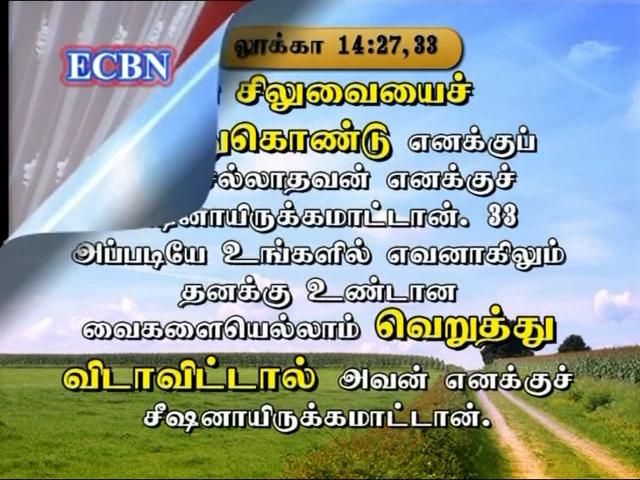 ECBN
லூக்கா 14:27,33
சிலுவையைச்
எனக்குப்
எனக்குச்
33
அப்படியே உங்களில் எவனாகிலும்
தனக்கு உண்டான
வைகளையெல்லாம் வெறுத்து
விடாவிட்டால் அவன் எனக்குச்
சீஷனாயிருக்கமாட்டான்.